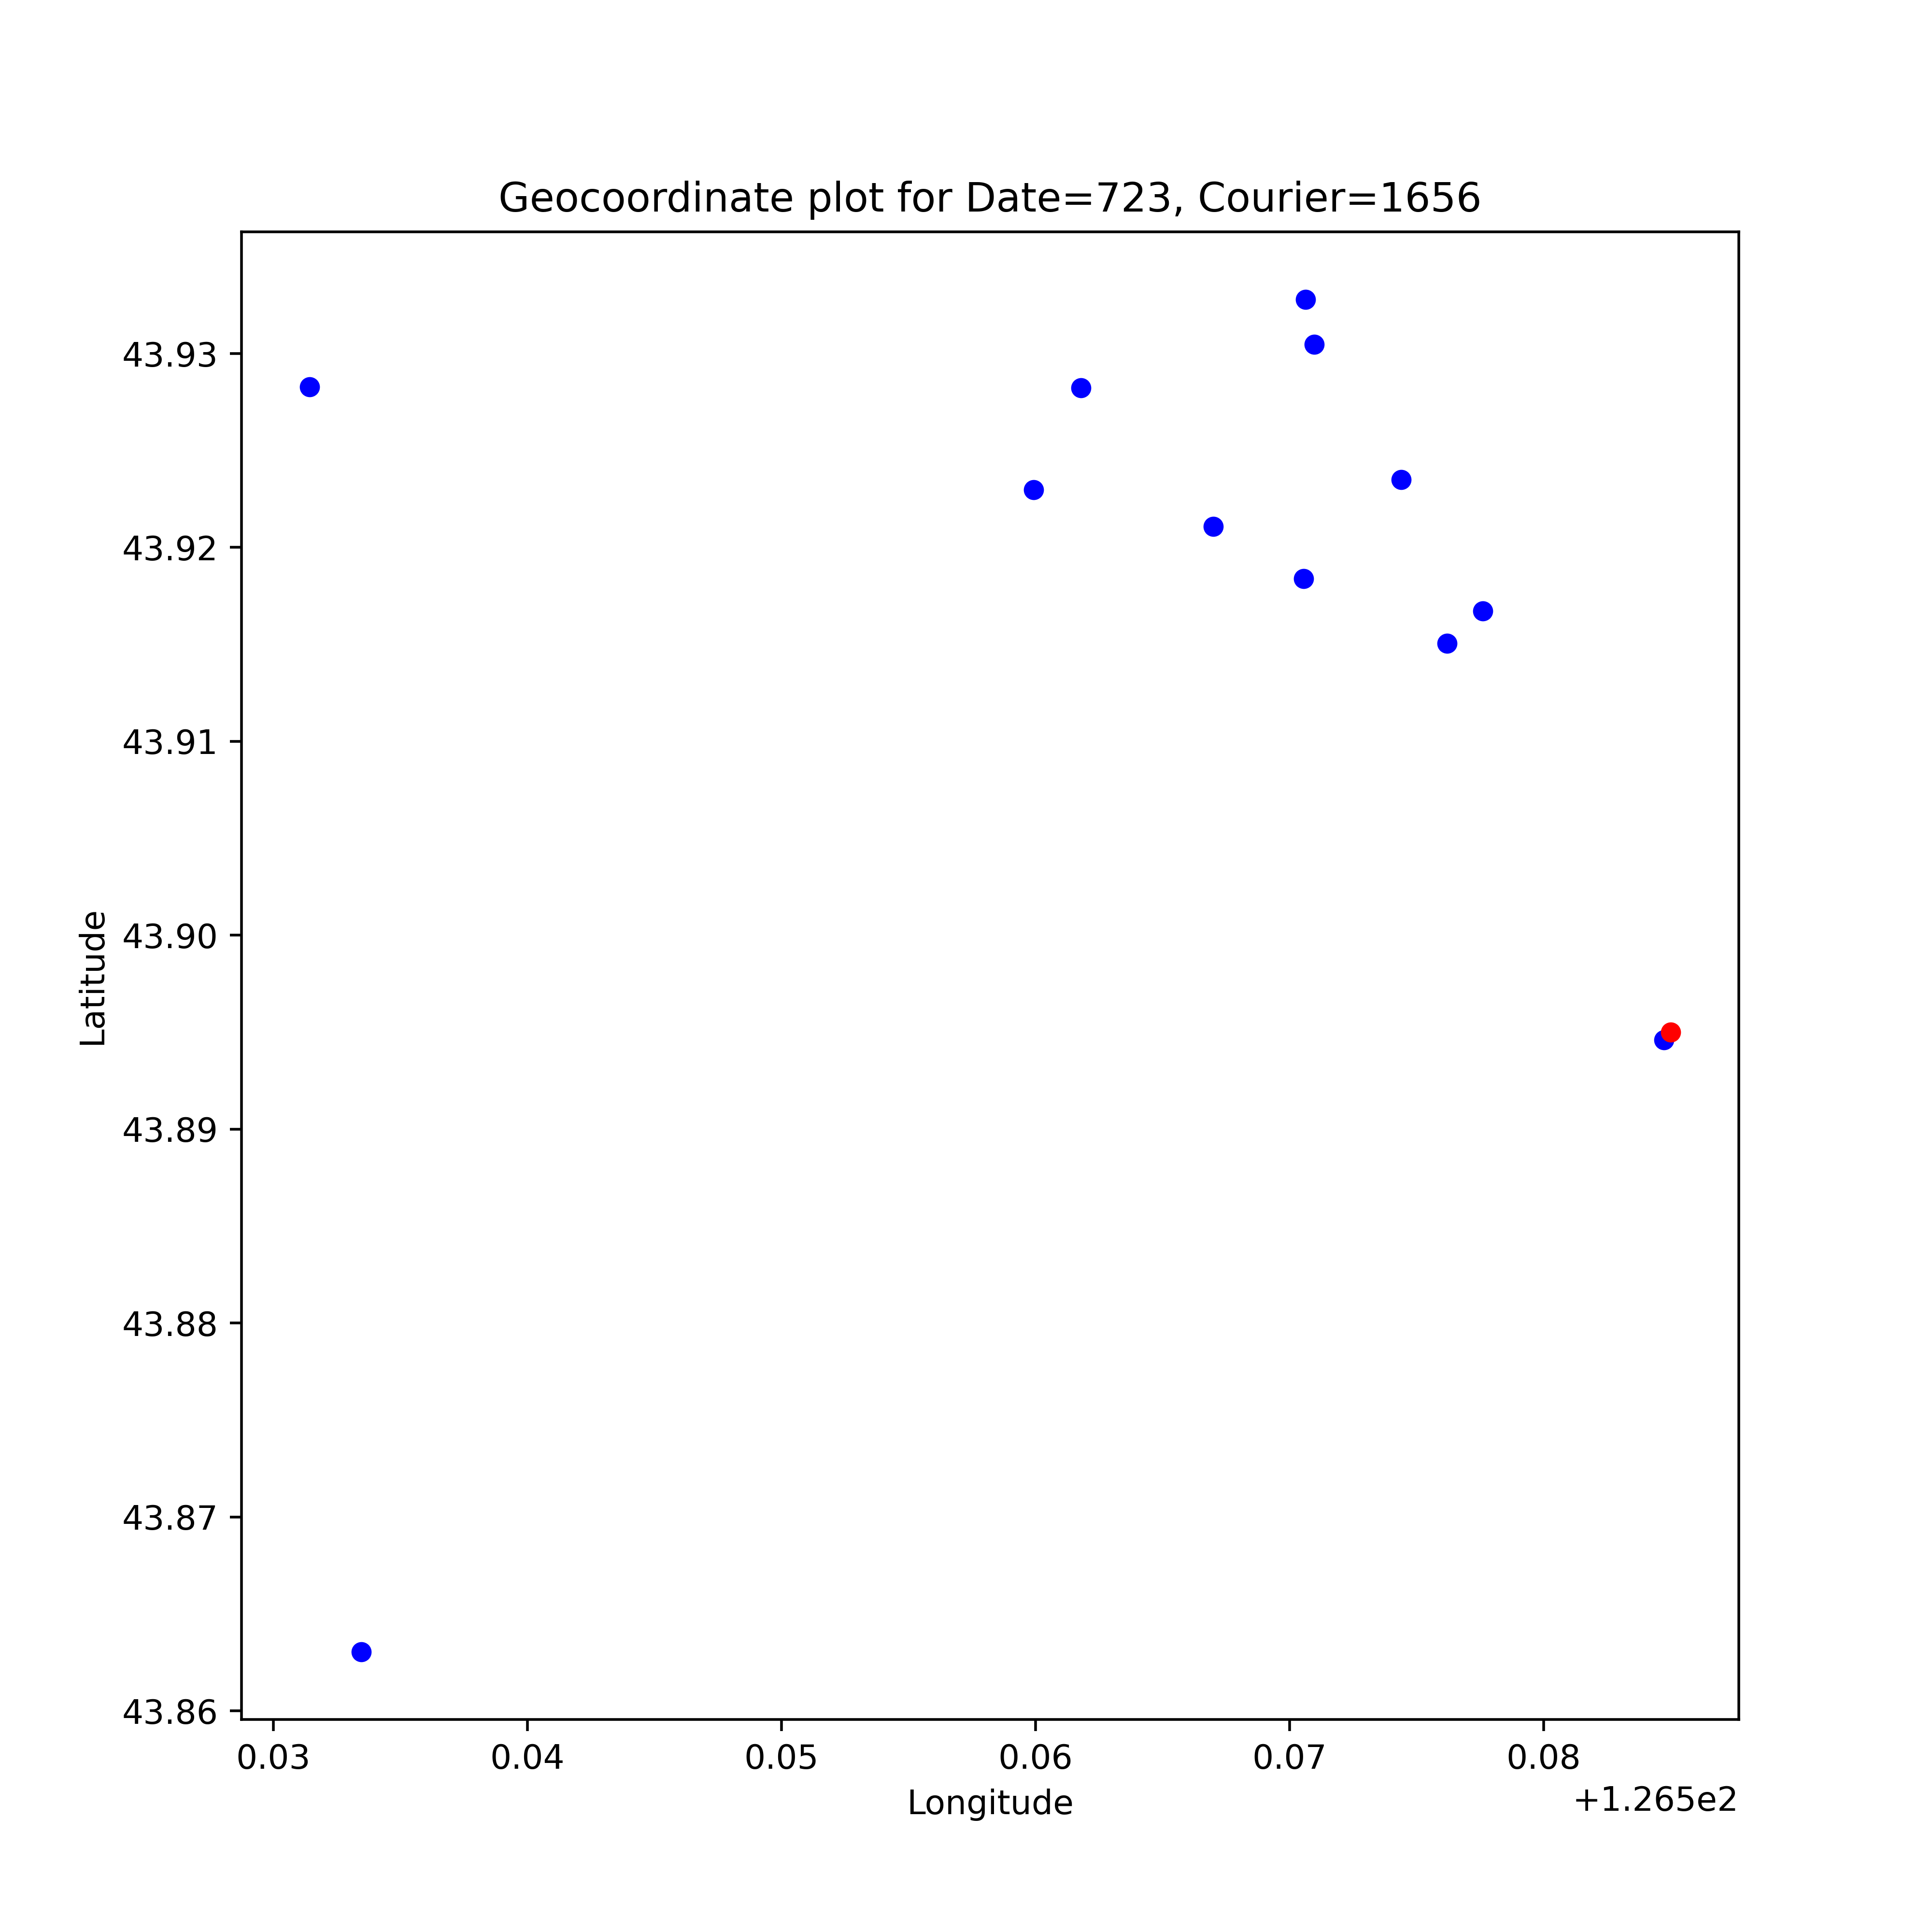 Geocoordinate plot for Date=723, Courier=1656
43.93
43.92
43.91
43.90
43.89
43.88
43.87
43.86
Latitude
0.03 0.04 0.05 0.06 0.07 0.08
+1.265e2
Longitude